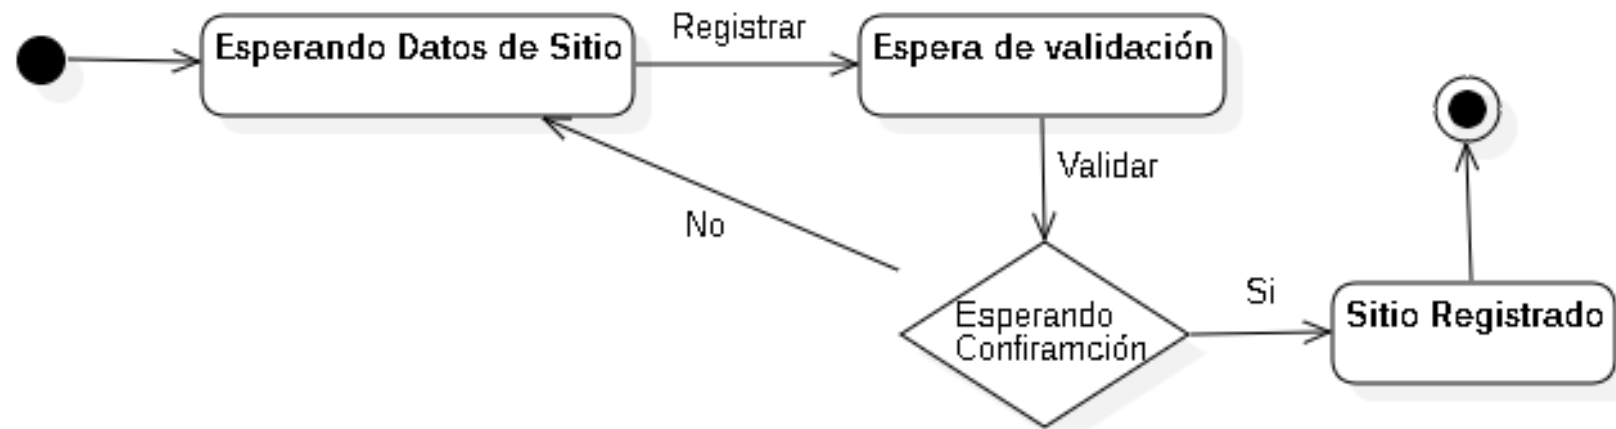 Esperando Datos de Sitio
Registrar
Espera de validación
Validar
No
Esperando
Confiramción
Si
Sitio Registrado